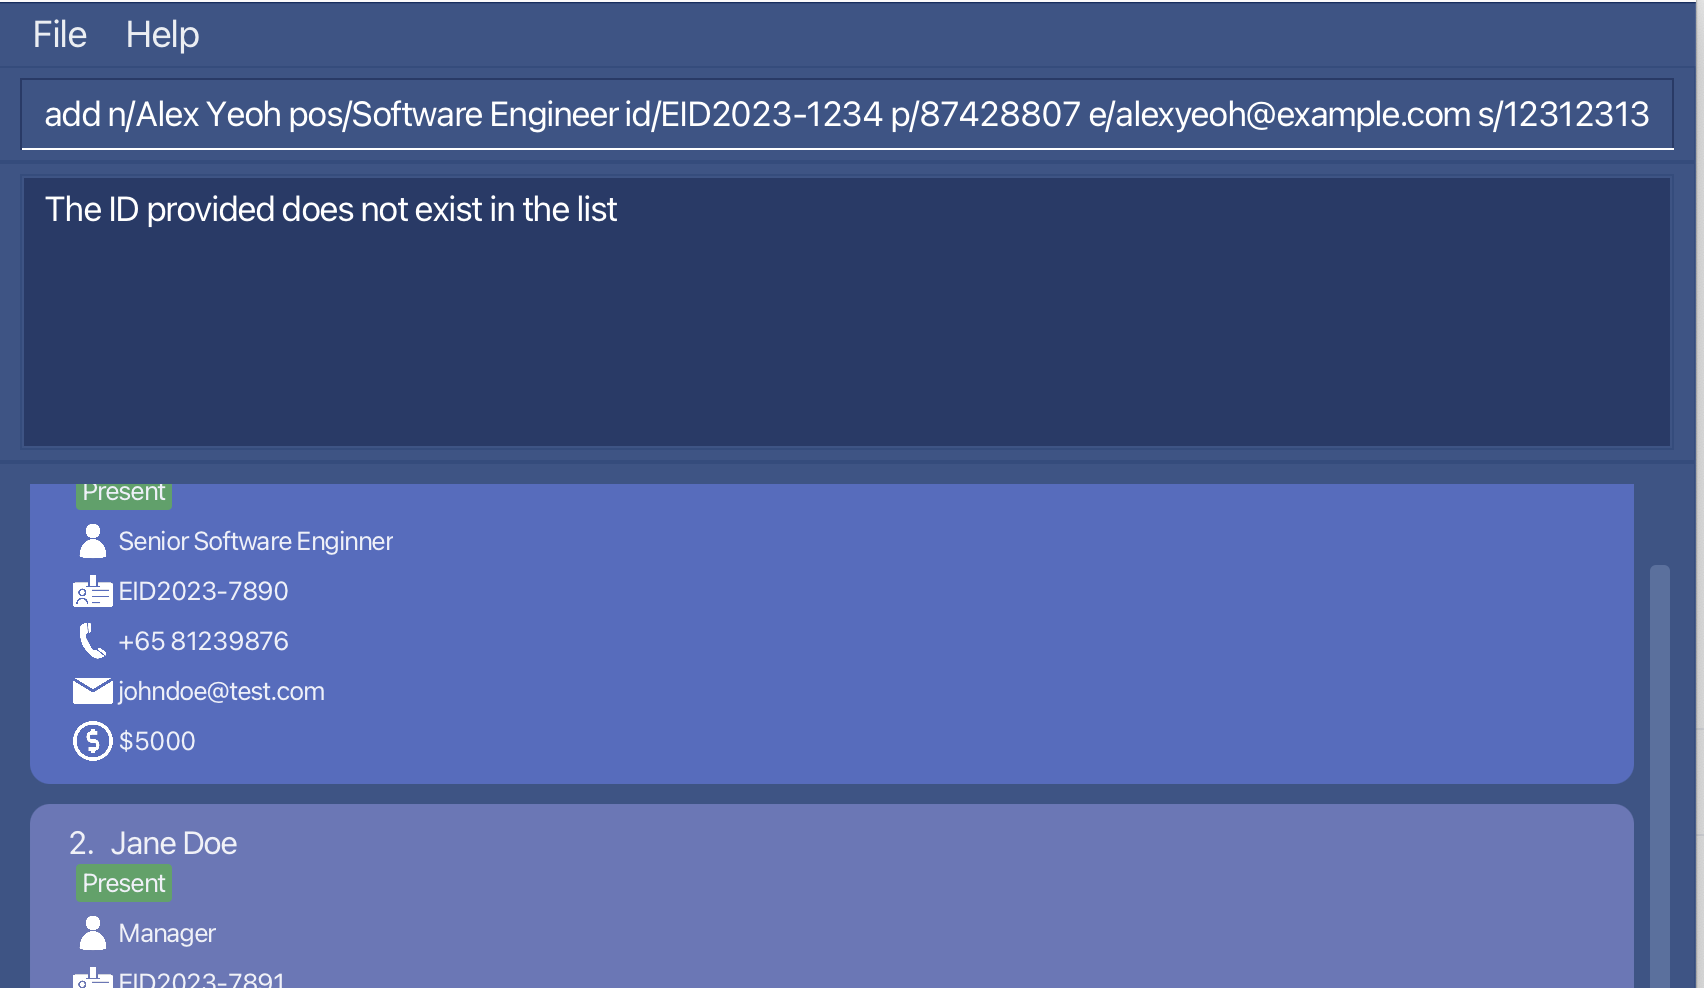 File Help
add n/Alex Yeoh pos/Software Engineer id/EID2023-1234 p/87428807 e/alexyeoh@example.com s/12312313
The ID provided does not exist in the list
Present
Senior Software Enginner
EID2023-7890
+65 81239876
johndoe@test.com
$5000
2. Jane Doe
Present
Manager
EID2023-7891